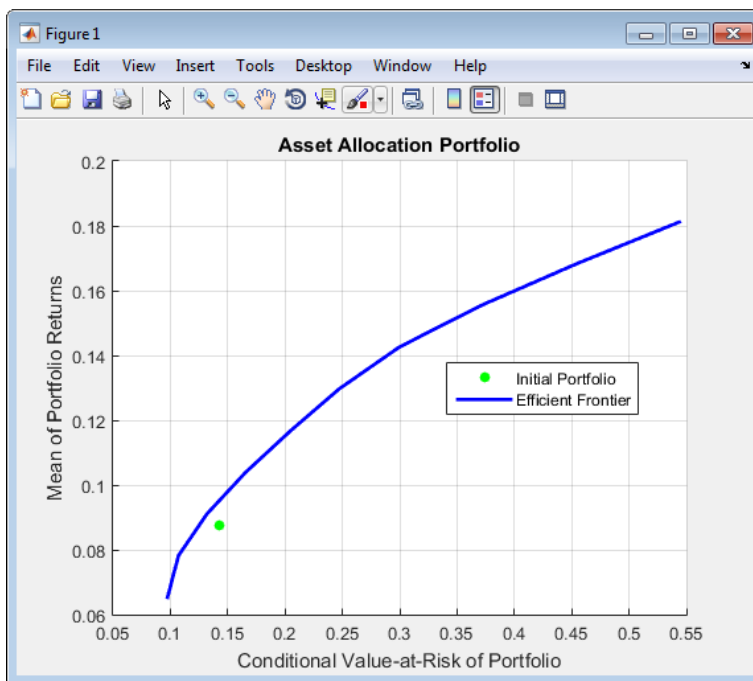 Figure 1
File Edit View Insert Tools Desktop Window Help
Asset Allocation Portfolio
0.2
0.18
0.16
0.14
0.12
0.1
0.08
0.06
Mean of Portfolio Returns
Initial Portfolio
Efficient Frontier
0.05 0.1 0.15 0.2 0.25 0.3 0.35 0.4 0.45 0.5 0.55
Conditional Value-at-Risk of Portfolio